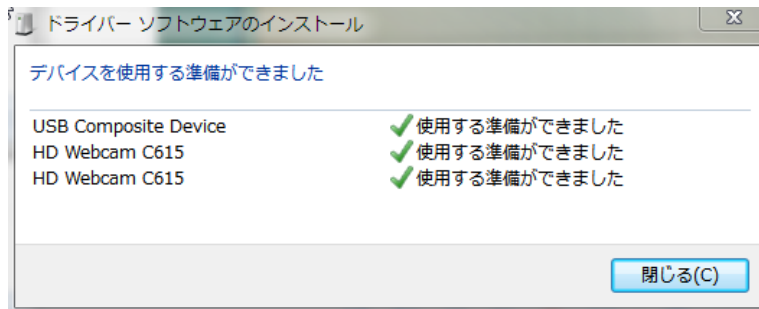 ドライバー ソフトウェアのインストール
デバイスを使用する準備ができました
USB Composite Device 使用する準備ができました
HD Webcam C615 使用する準備ができました
HD Webcam C615 使用する準備ができました
閉じる(C)